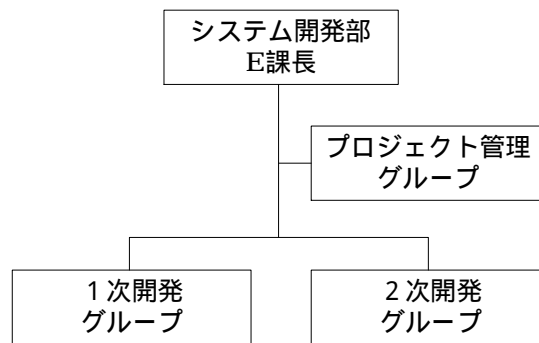 システム開発部
E課長
プロジェクト管理
グループ
1次開発
グループ
2次開発
グループ